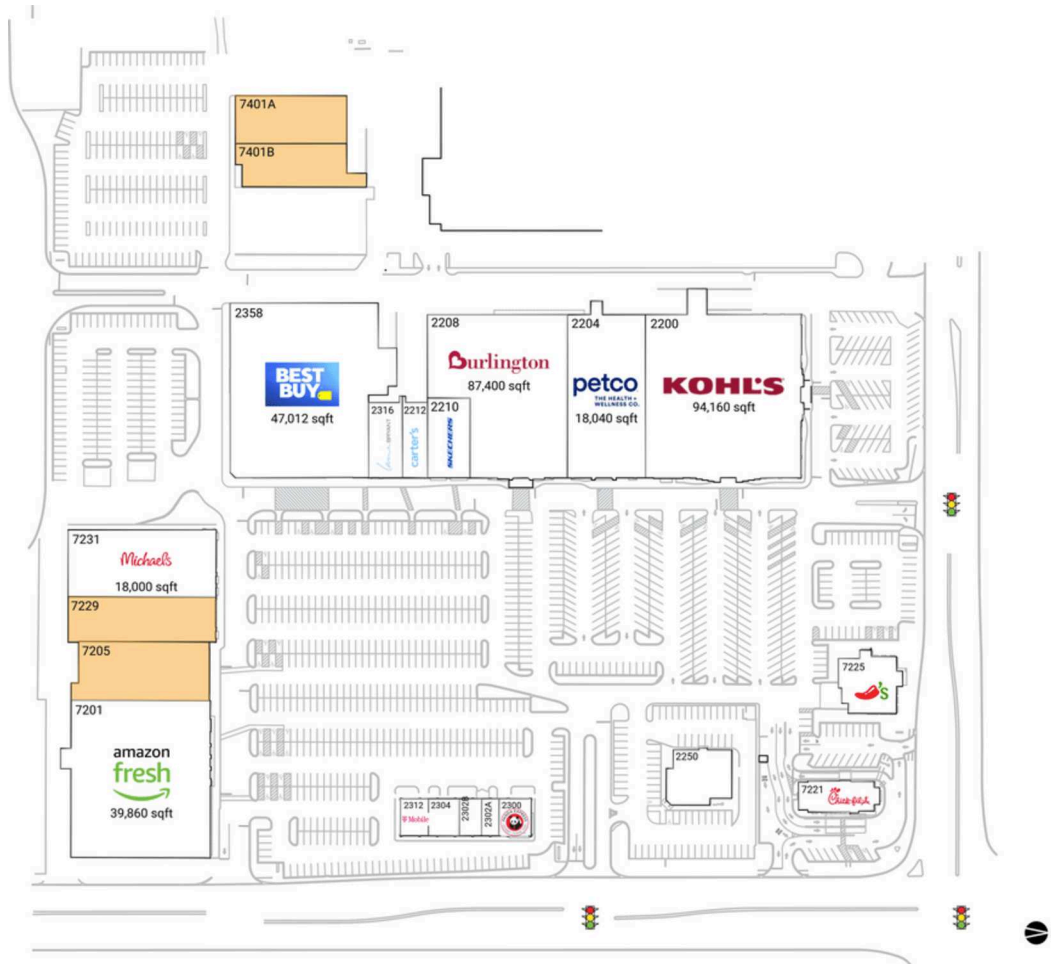 7401A
7401B
2358
BEST
BUY
47,012 sqft
2316
2212
carter's
2210
SKECHERS
2208
Burlington
87,400 sqft
2204
petco
THE HEALTH +
WELLNESS CO.
18,040 sqft
2200
KOHL'S
94,160 sqft
7231
Michaels
18,000 sqft
7229
7205
7201
amazon
fresh
39,860 sqft
2312
T Mobile
2304
2302B
2302A
2300
2250
7225
's
7221
Chick-fil-A